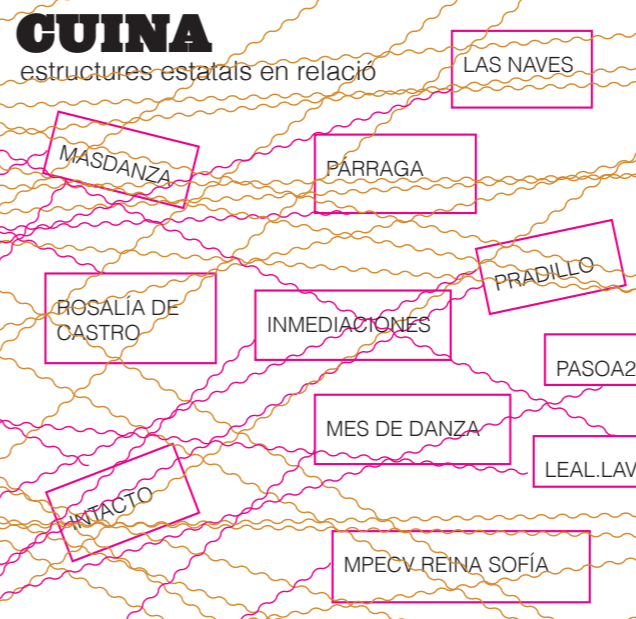 CUINA
estructures estatals en relació
LAS NAVES
MASDANZA
PÁRRAGA
PRADILLO
ROSALÍA DE
CASTRO
INMEDIACIONES
PASOA2
MES DE DANZA
LEAL.LAV
INTACTO
MPECV REINA SOFÍA